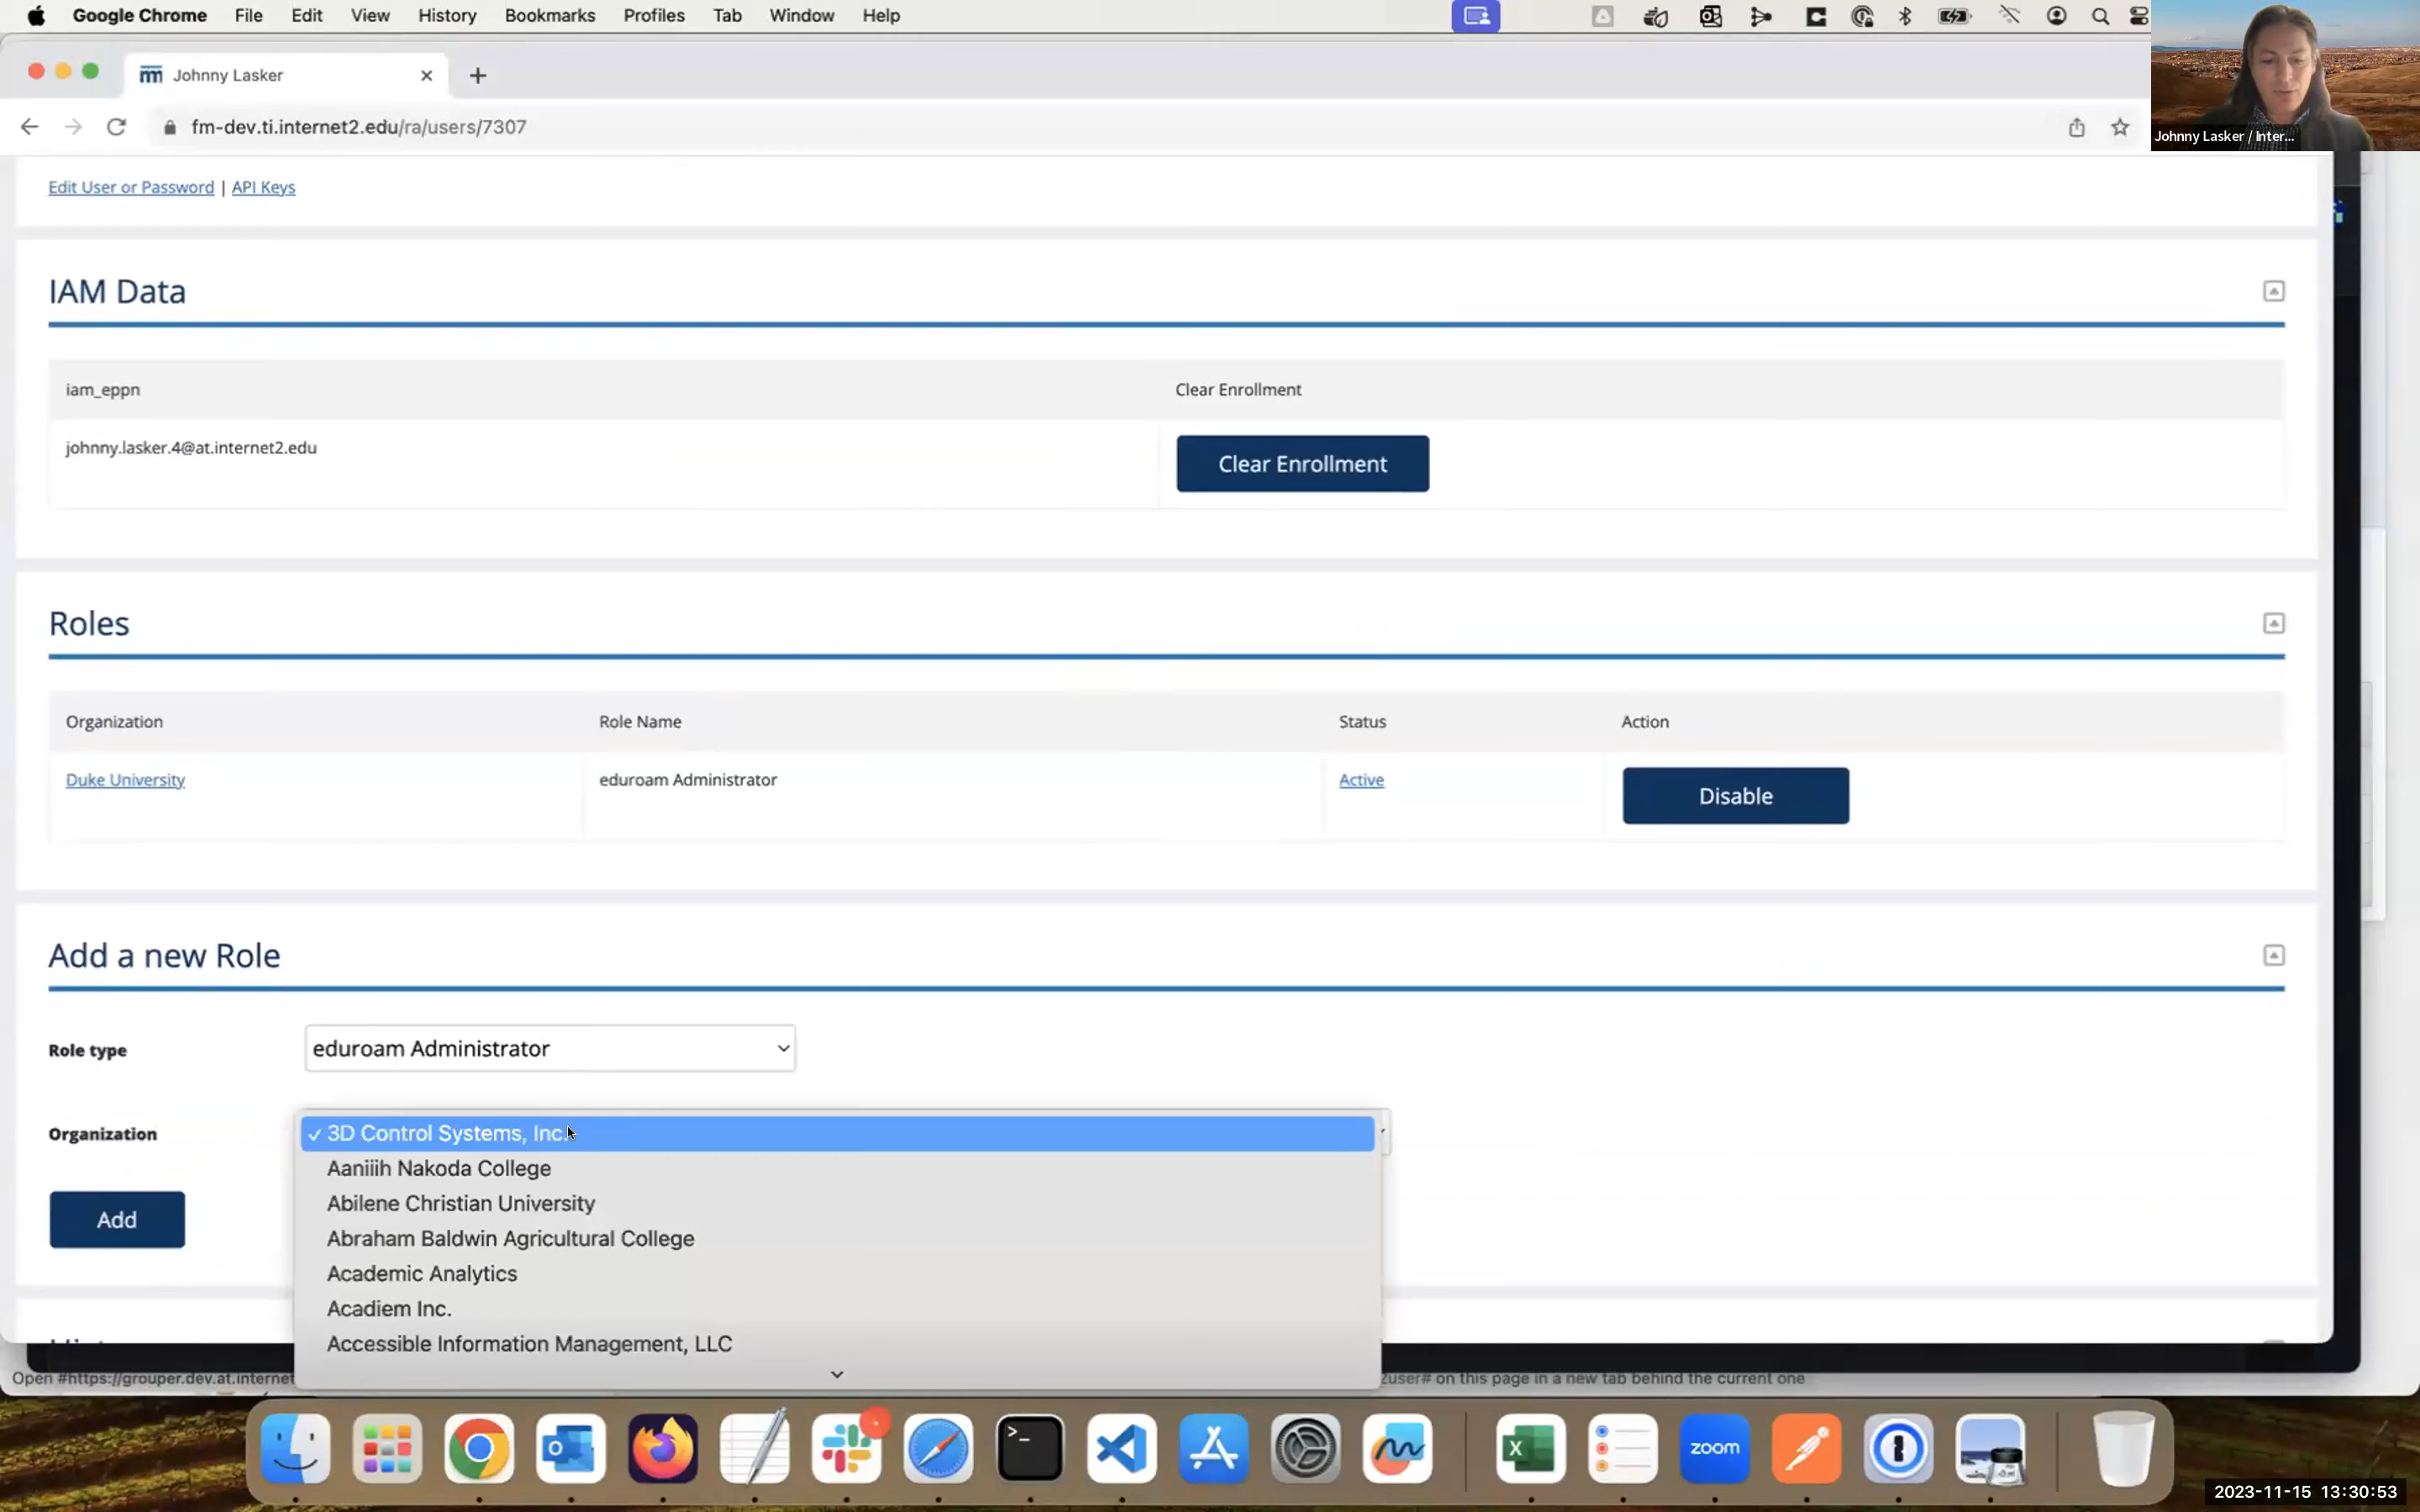 Google Chrome File Edit View History Bookmarks Profiles Tab Window Help
Johnny Lasker
fm-dev.ti.internet2.edu/ra/users/7307
Johnny Lasker / Inter...
Edit User or Password | API Keys
IAM Data
iam_eppn Clear Enrollment
johnny.lasker.4@at.internet2.edu Clear Enrollment
Roles
Organization Role Name Status Action
Duke University eduroam Administrator Active Disable
Add a new Role
Role type eduroam Administrator
Organization ✓ 3D Control Systems, Inc.
Aaniiih Nakoda College
Abilene Christian University
Add
Abraham Baldwin Agricultural College
Academic Analytics
Acadiem Inc.
Accessible Information Management, LLC
Open #https://grouper.dev.at.internet user# on this page in a new tab behind the current one
zoom
2023-11-15 13:30:53